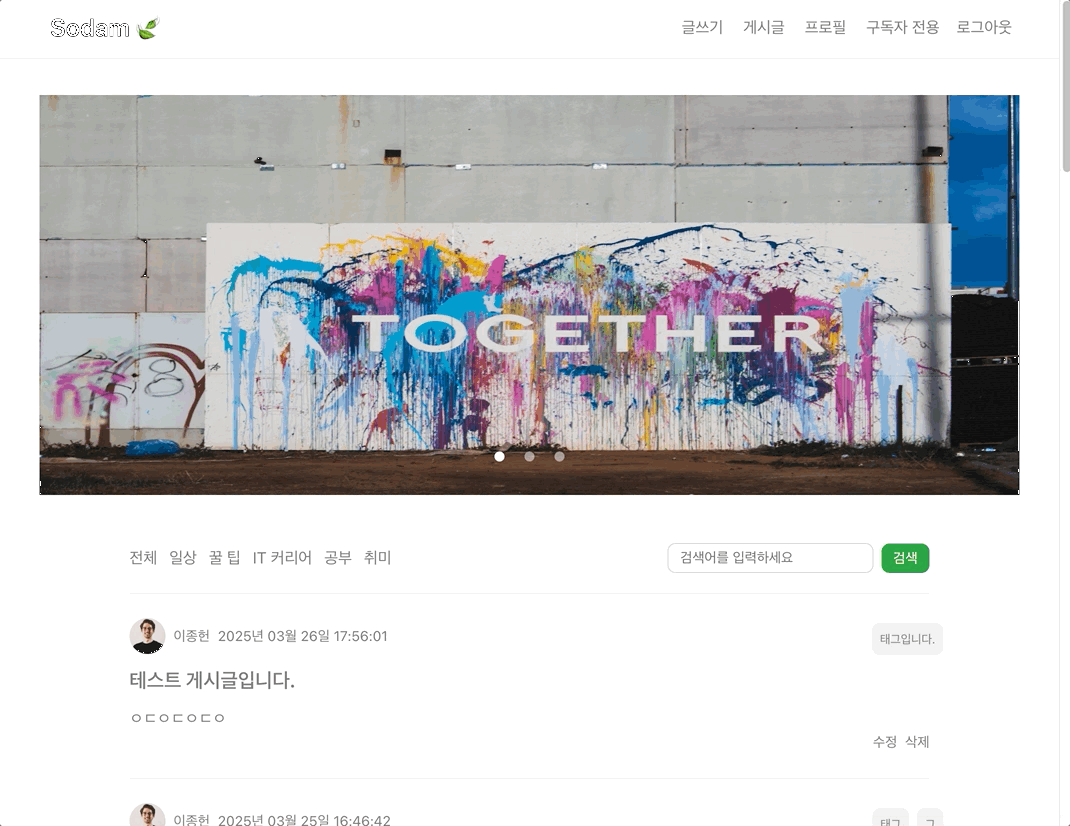 Sodam
글쓰기 게시글 프로필 구독자 전용 로그아웃
TOGETHER
전체 일상 꿀 팁 IT 커리어 공부 취미
검색어를 입력하세요 검색
이종헌 2025년 03월 26일 17:56:01
태그입니다.
테스트 게시글입니다.
ㅇㄷㅇㄷㅇㄷㅇ
수정 삭제
이종헌 2025년 03월 25일 16:46:42
태그 그